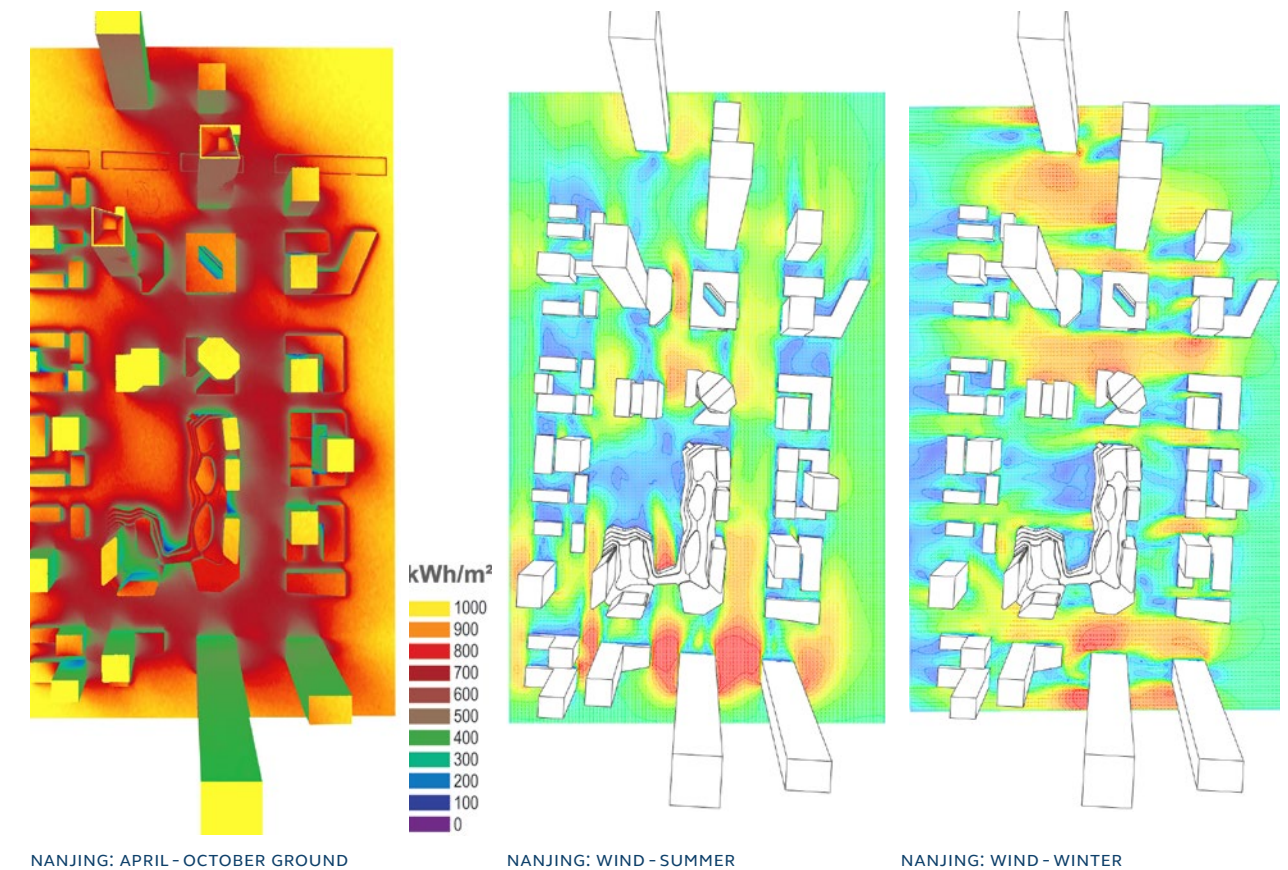 kWh/m²
1000
900
800
700
600
500
400
300
200
100
0
NANJING: APRIL - OCTOBER GROUND
NANJING: WIND - SUMMER
NANJING: WIND - WINTER